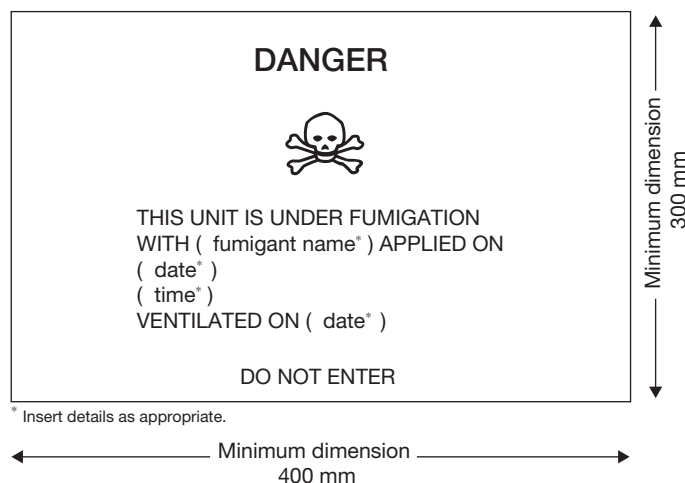 DANGER
THIS UNIT IS UNDER FUMIGATION
WITH ( fumigant name* ) APPLIED ON
( date* )
( time* )
VENTILATED ON ( date* )
DO NOT ENTER
* Insert details as appropriate.
Minimum dimension
400 mm
Minimum dimension
300 mm